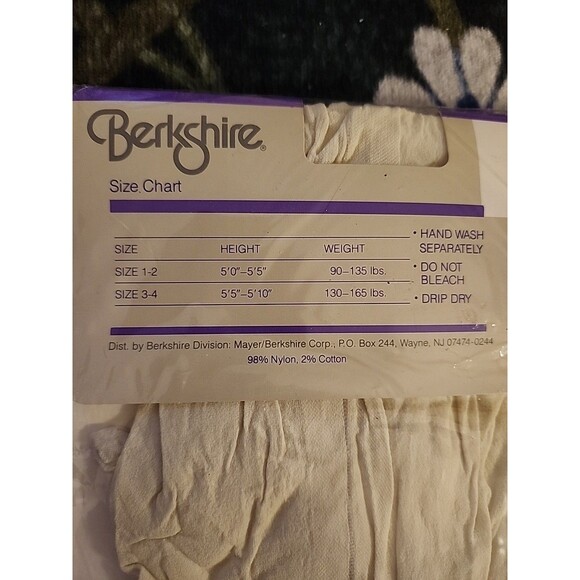 Berkshire®
Size Chart
SIZE HEIGHT WEIGHT
SIZE 1-2 5'0"–5'5" 90–135 lbs.
SIZE 3-4 5'5"–5'10" 130–165 lbs.
• HAND WASH
SEPARATELY
• DO NOT
BLEACH
• DRIP DRY
Dist. by Berkshire Division: Mayer/Berkshire Corp., P.O. Box 244, Wayne, NJ 07474-0244
98% Nylon, 2% Cotton